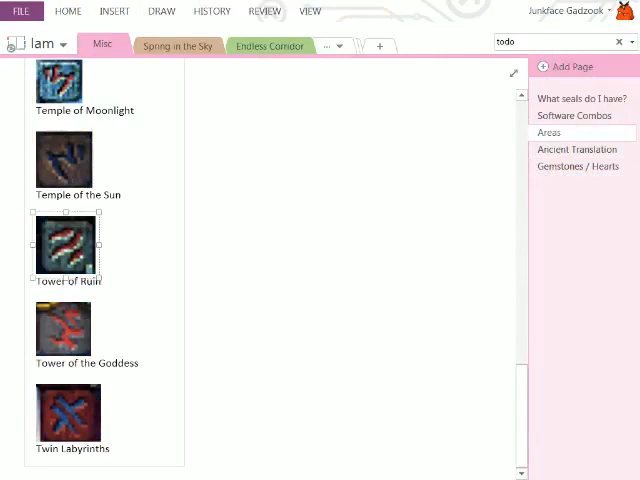 FILE HOME INSERT DRAW HISTORY REVIEW VIEW Junkface Gadzook
lam Misc Spring in the Sky Endless Corridor ... + todo
Add Page
What seals do I have?
Software Combos
Areas
Ancient Translation
Gemstones / Hearts
Temple of Moonlight
Temple of the Sun
Tower of Ruin
Tower of the Goddess
Twin Labyrinths